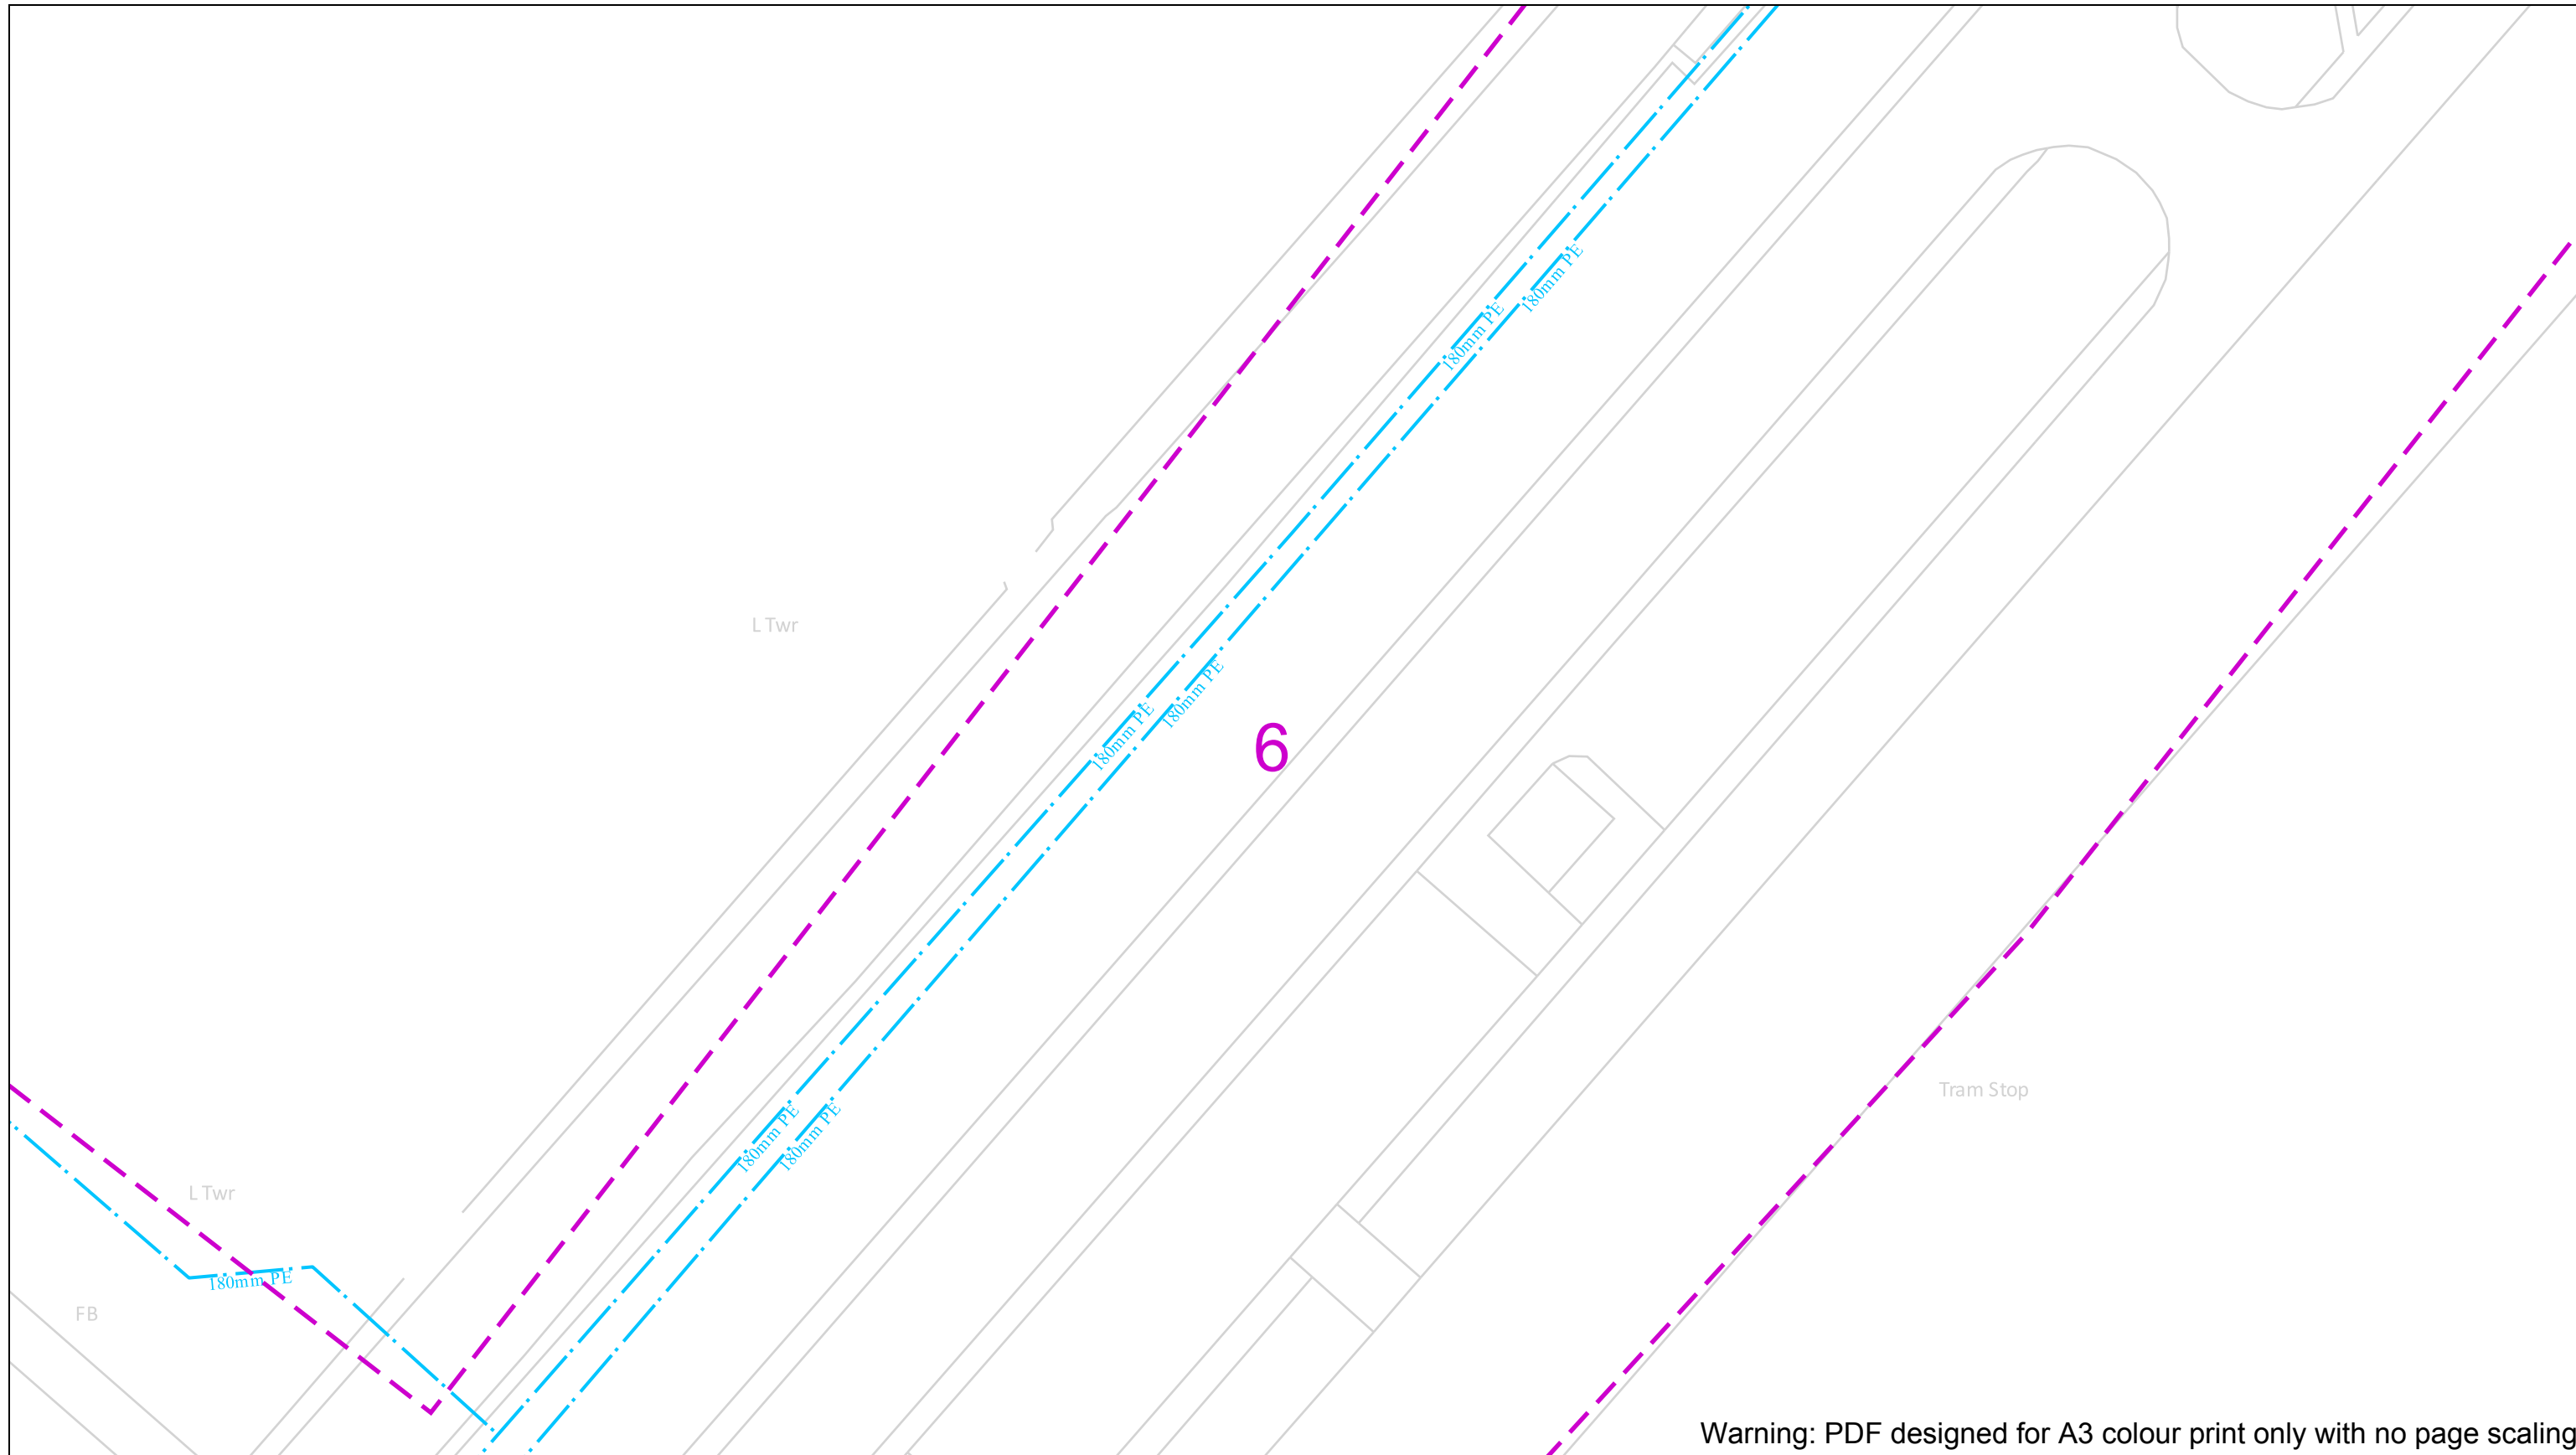 180mm PE
180mm PE
L Twr
180mm PE
180mm PE
6
Tram Stop
180mm PE
180mm PE
L Twr
180mm PE
FB
Warning: PDF designed for A3 colour print only with no page scaling